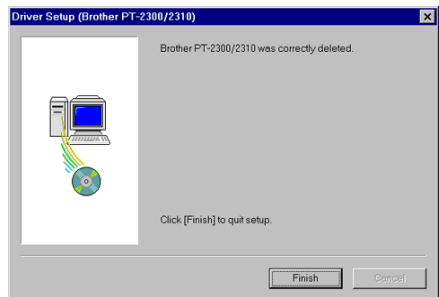 Driver Setup (Brother PT-2300/2310)
Brother PT-2300/2310 was correctly deleted.
Click [Finish] to quit setup.
Finish
Cancel